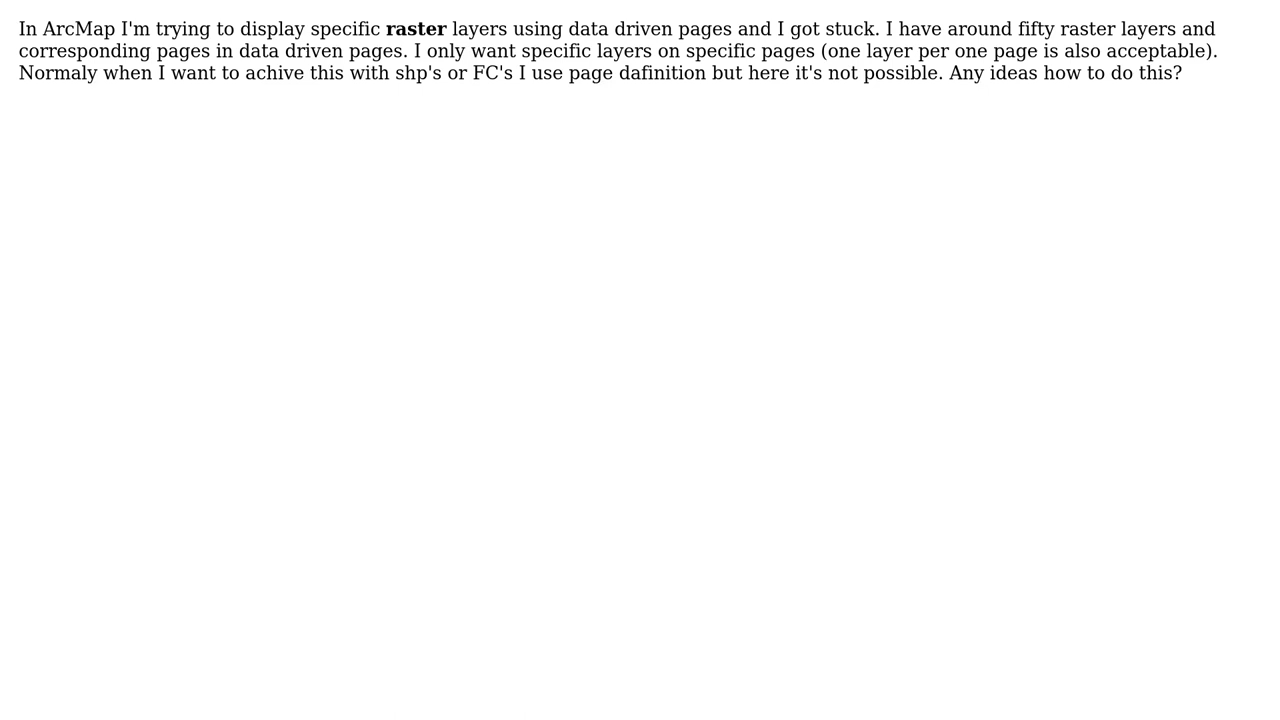 In ArcMap I'm trying to display specific raster layers using data driven pages and I got stuck. I have around fifty raster layers and
corresponding pages in data driven pages. I only want specific layers on specific pages (one layer per one page is also acceptable).
Normaly when I want to achive this with shp's or FC's I use page dafinition but here it's not possible. Any ideas how to do this?